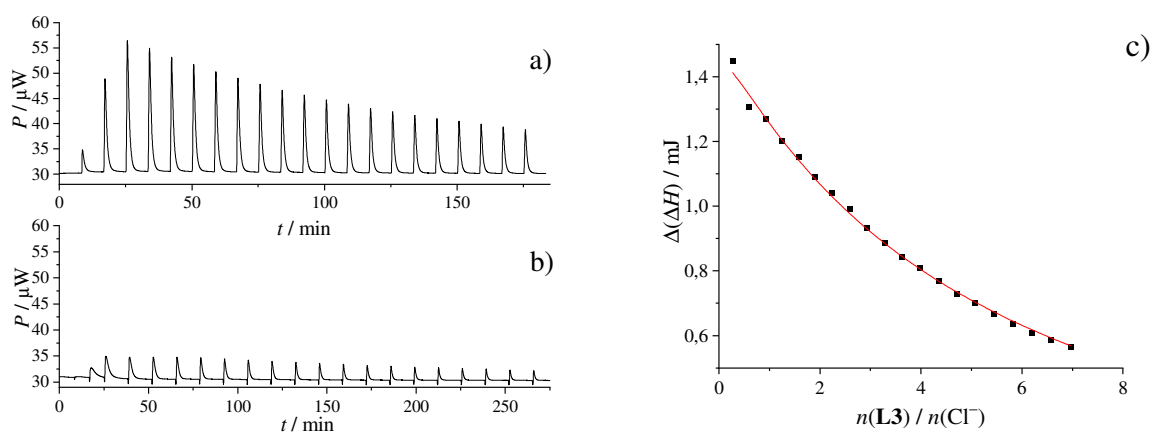 60
55
50
45
40
35
30
P / μW
a)
0 50 100 150
t / min
60
55
50
45
40
35
30
P / μW
b)
0 50 100 150 200 250
t / min
c)
1,4
1,2
1,0
0,8
0,6
Δ(ΔH) / mJ
0 2 4 6 8
n(L3) / n(Cl⁻)